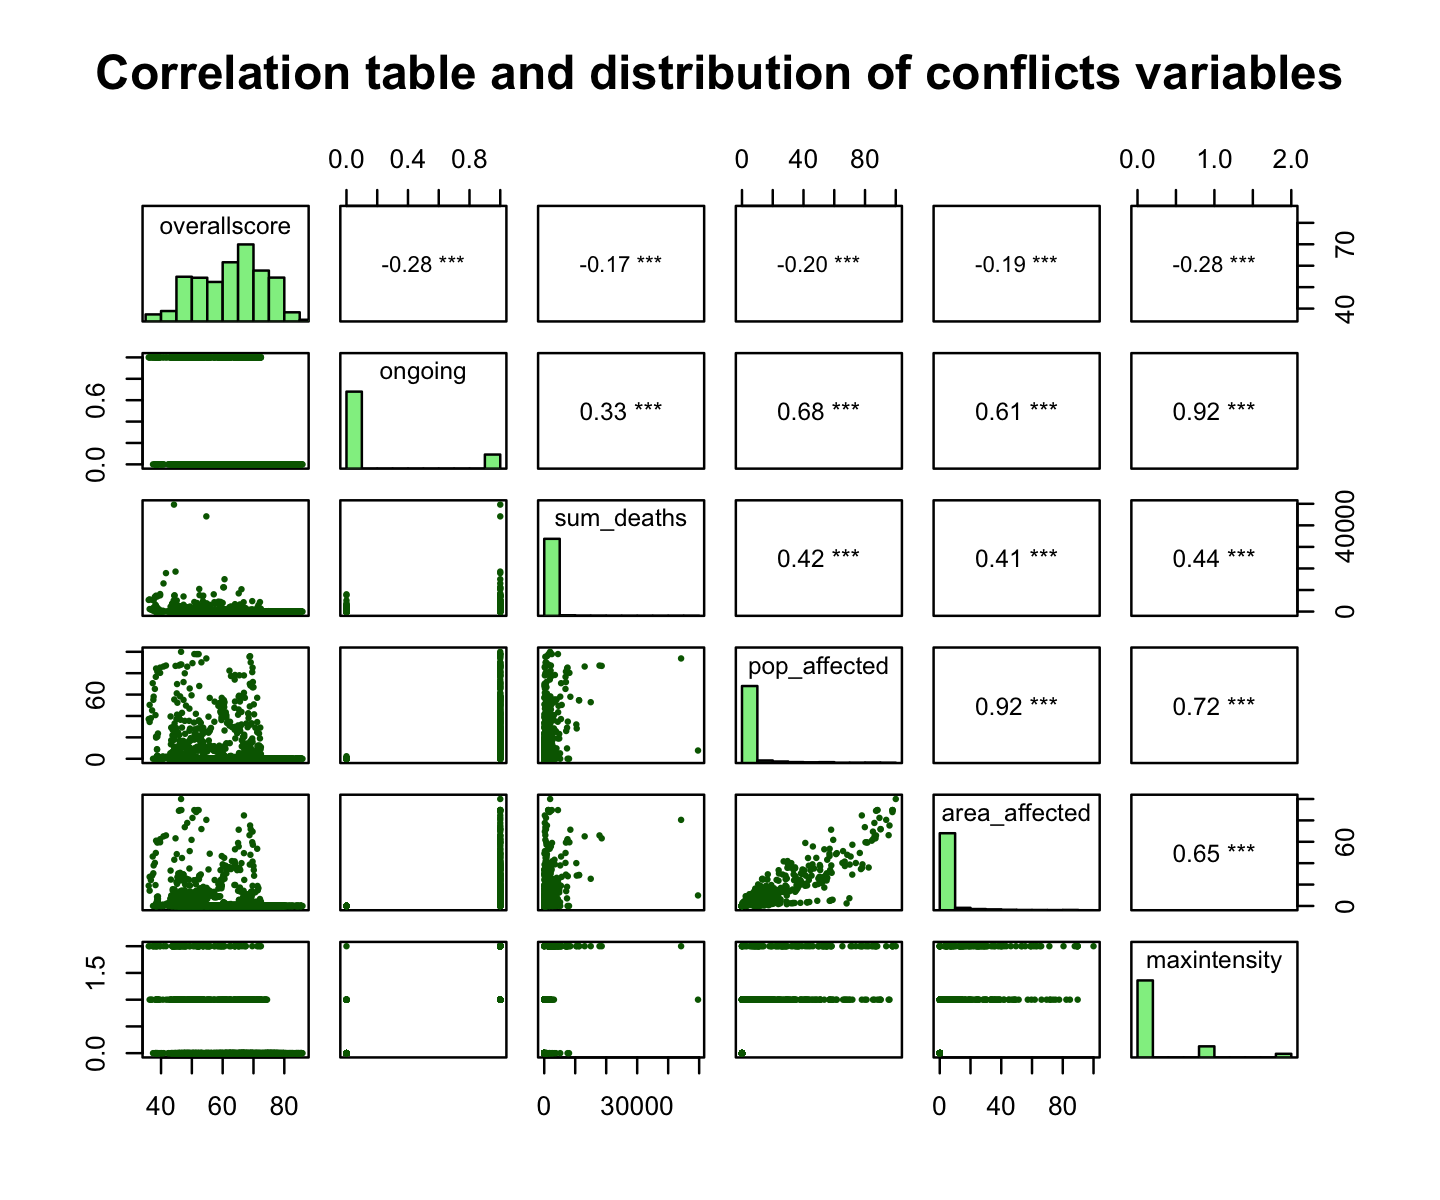 Correlation table and distribution of conflicts variables
0.0 0.4 0.8 0 40 80 0.0 1.0 2.0
overallscore -0.28 *** -0.17 *** -0.20 *** -0.19 *** -0.28 *** 40 70
0.0 0.6 ongoing 0.33 *** 0.68 *** 0.61 *** 0.92 ***
sum_deaths 0.42 *** 0.41 *** 0.44 *** 0 40000
0 60 pop_affected 0.92 *** 0.72 ***
area_affected 0.65 *** 0 60
0.0 1.5 maxintensity
40 60 80 0 30000 0 40 80